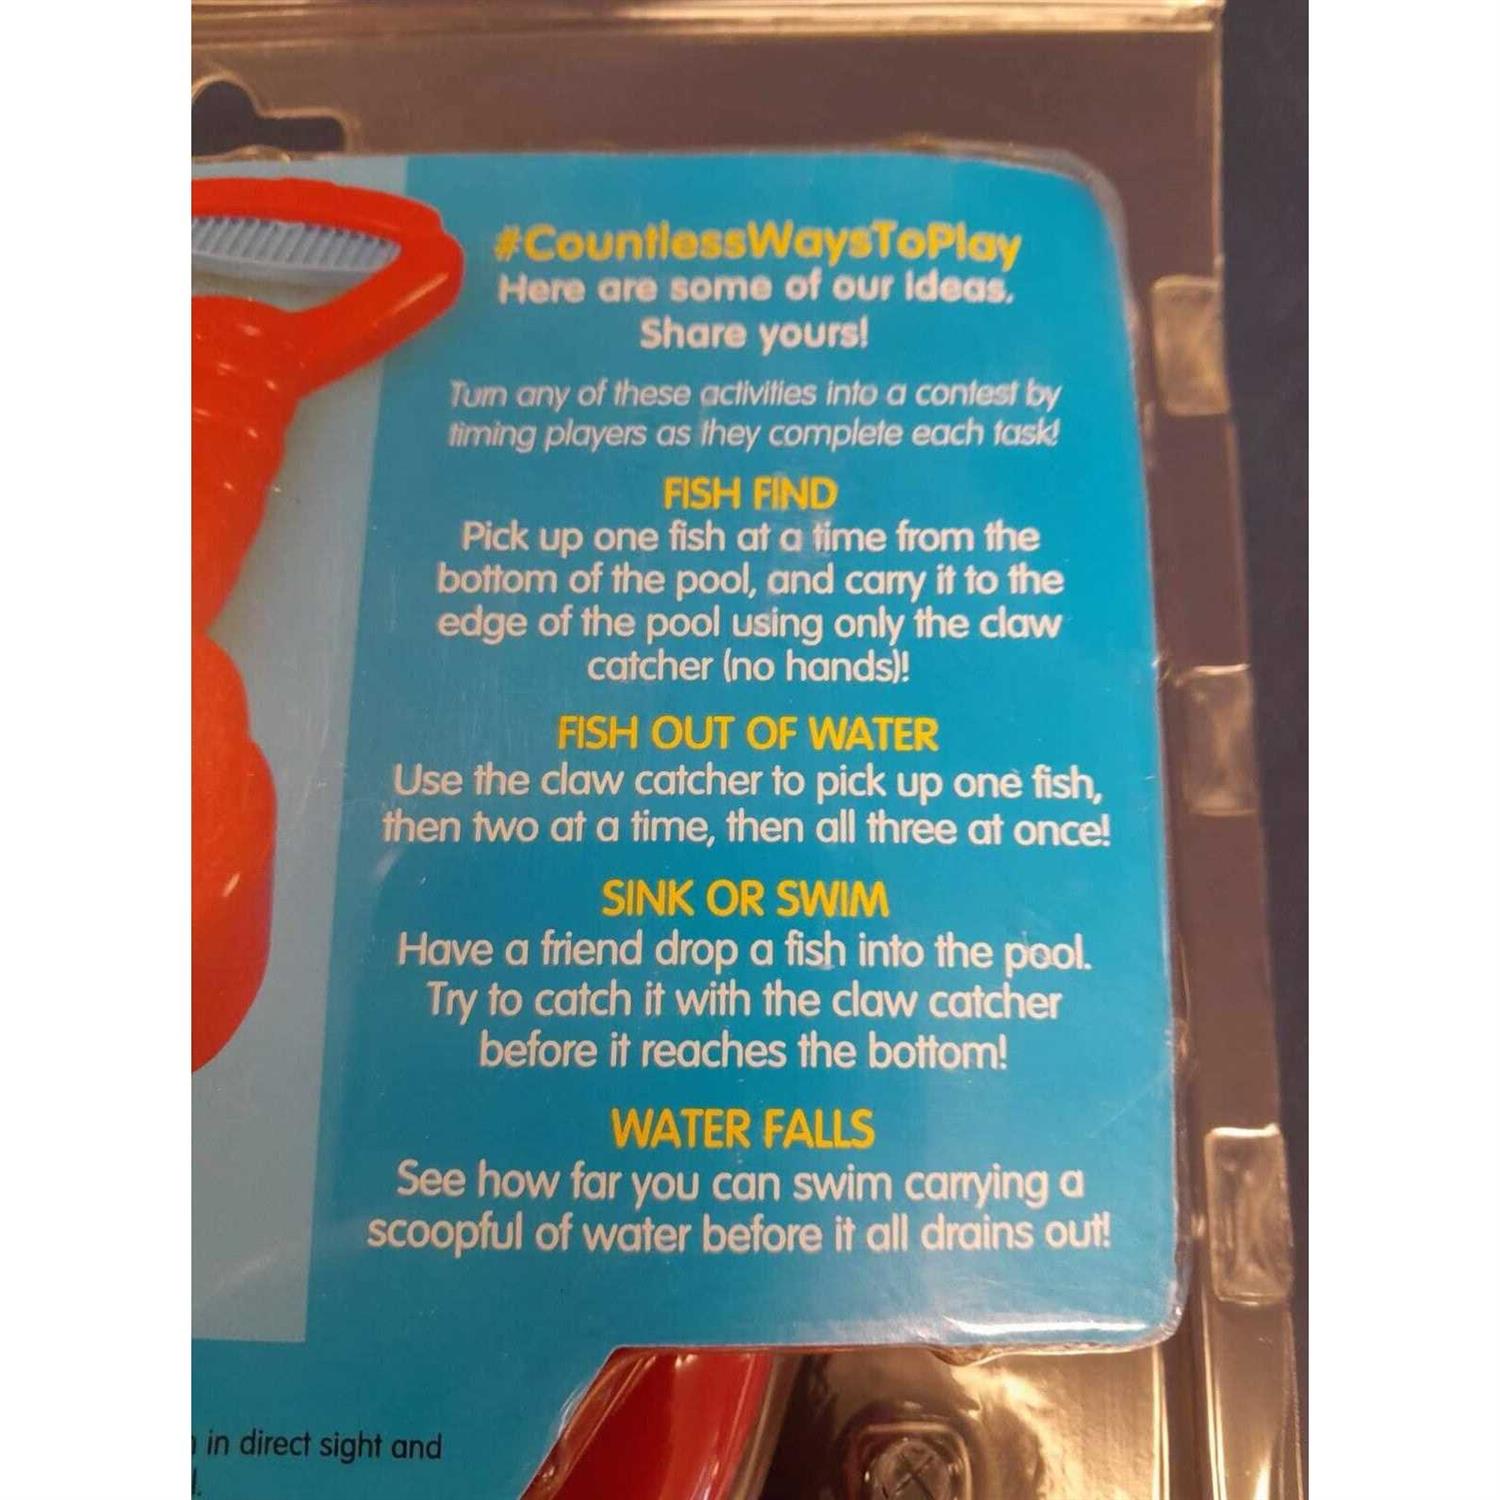 #CountlessWaysToPlay
Here are some of our ideas.
Share yours!
Turn any of these activities into a contest by
timing players as they complete each task!
FISH FIND
Pick up one fish at a time from the
bottom of the pool, and carry it to the
edge of the pool using only the claw
catcher (no hands)!
FISH OUT OF WATER
Use the claw catcher to pick up one fish,
then two at a time, then all three at once!
SINK OR SWIM
Have a friend drop a fish into the pool.
Try to catch it with the claw catcher
before it reaches the bottom!
WATER FALLS
See how far you can swim carrying a
scoopful of water before it all drains out!
in direct sight and